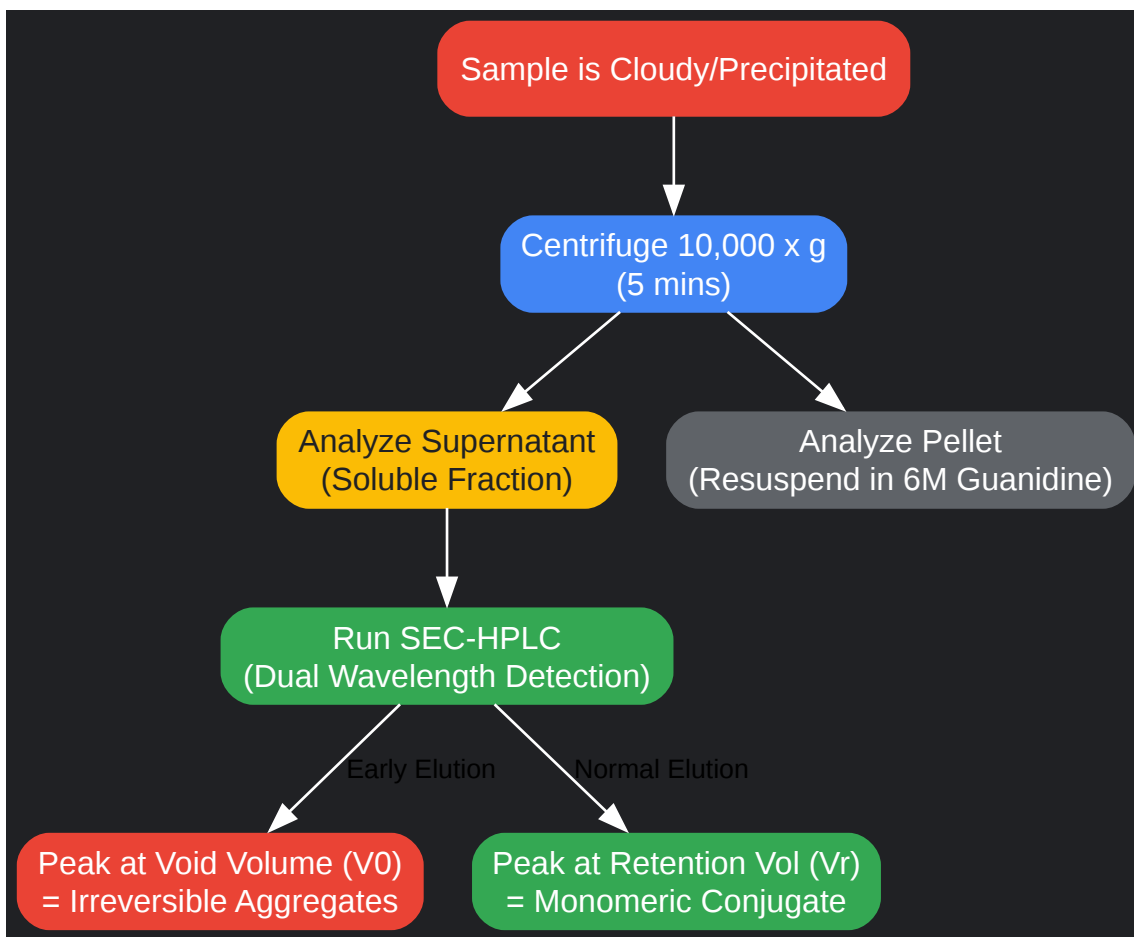 Sample is Cloudy/Precipitated
Centrifuge 10,000 x g
(5 mins)
Analyze Supernatant
(Soluble Fraction)
Analyze Pellet
(Resuspend in 6M Guanidine)
Run SEC-HPLC
(Dual Wavelength Detection)
Early Elution
Normal Elution
Peak at Void Volume (V0)
= Irreversible Aggregates
Peak at Retention Vol (Vr)
= Monomeric Conjugate